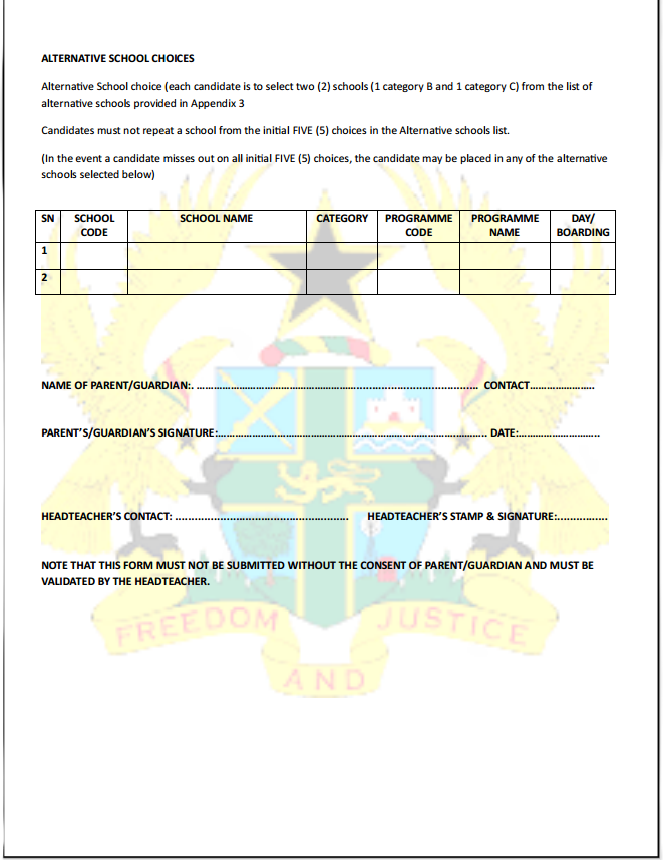 ALTERNATIVE SCHOOL CHOICES
Alternative School choice (each candidate is to select two (2) schools (1 category B and 1 category C) from the list of
alternative schools provided in Appendix 3
Candidates must not repeat a school from the initial FIVE (5) choices in the Alternative schools list.
(In the event a candidate misses out on all initial FIVE (5) choices, the candidate may be placed in any of the alternative
schools selected below)
SN SCHOOL CODE SCHOOL NAME CATEGORY PROGRAMME CODE PROGRAMME NAME DAY/ BOARDING
1
2
NAME OF PARENT/GUARDIAN:. ........................................................................................ CONTACT......................
PARENT'S/GUARDIAN'S SIGNATURE:..................................................................................... DATE:..........................
HEADTEACHER'S CONTACT: ...................................................... HEADTEACHER'S STAMP & SIGNATURE:................
NOTE THAT THIS FORM MUST NOT BE SUBMITTED WITHOUT THE CONSENT OF PARENT/GUARDIAN AND MUST BE
VALIDATED BY THE HEADTEACHER.
FREEDOM AND JUSTICE